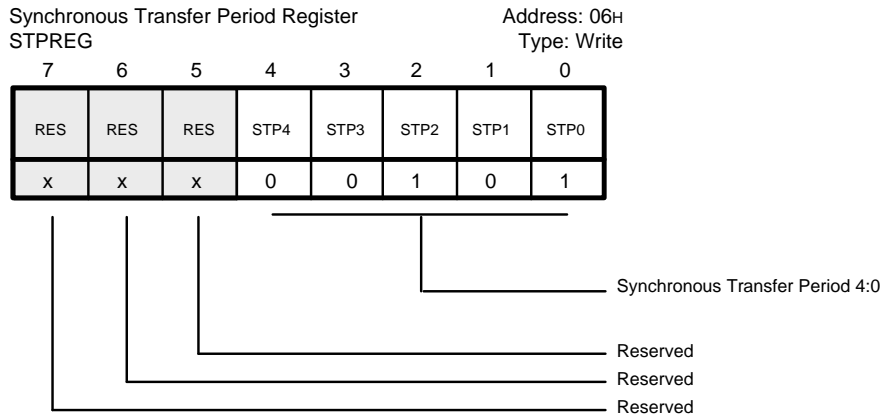 Synchronous Transfer Period Register Address: 06H
STPREG Type: Write
7 6 5 4 3 2 1 0
RES RES RES STP4 STP3 STP2 STP1 STP0
x x x 0 0 1 0 1
Synchronous Transfer Period 4:0
Reserved
Reserved
Reserved